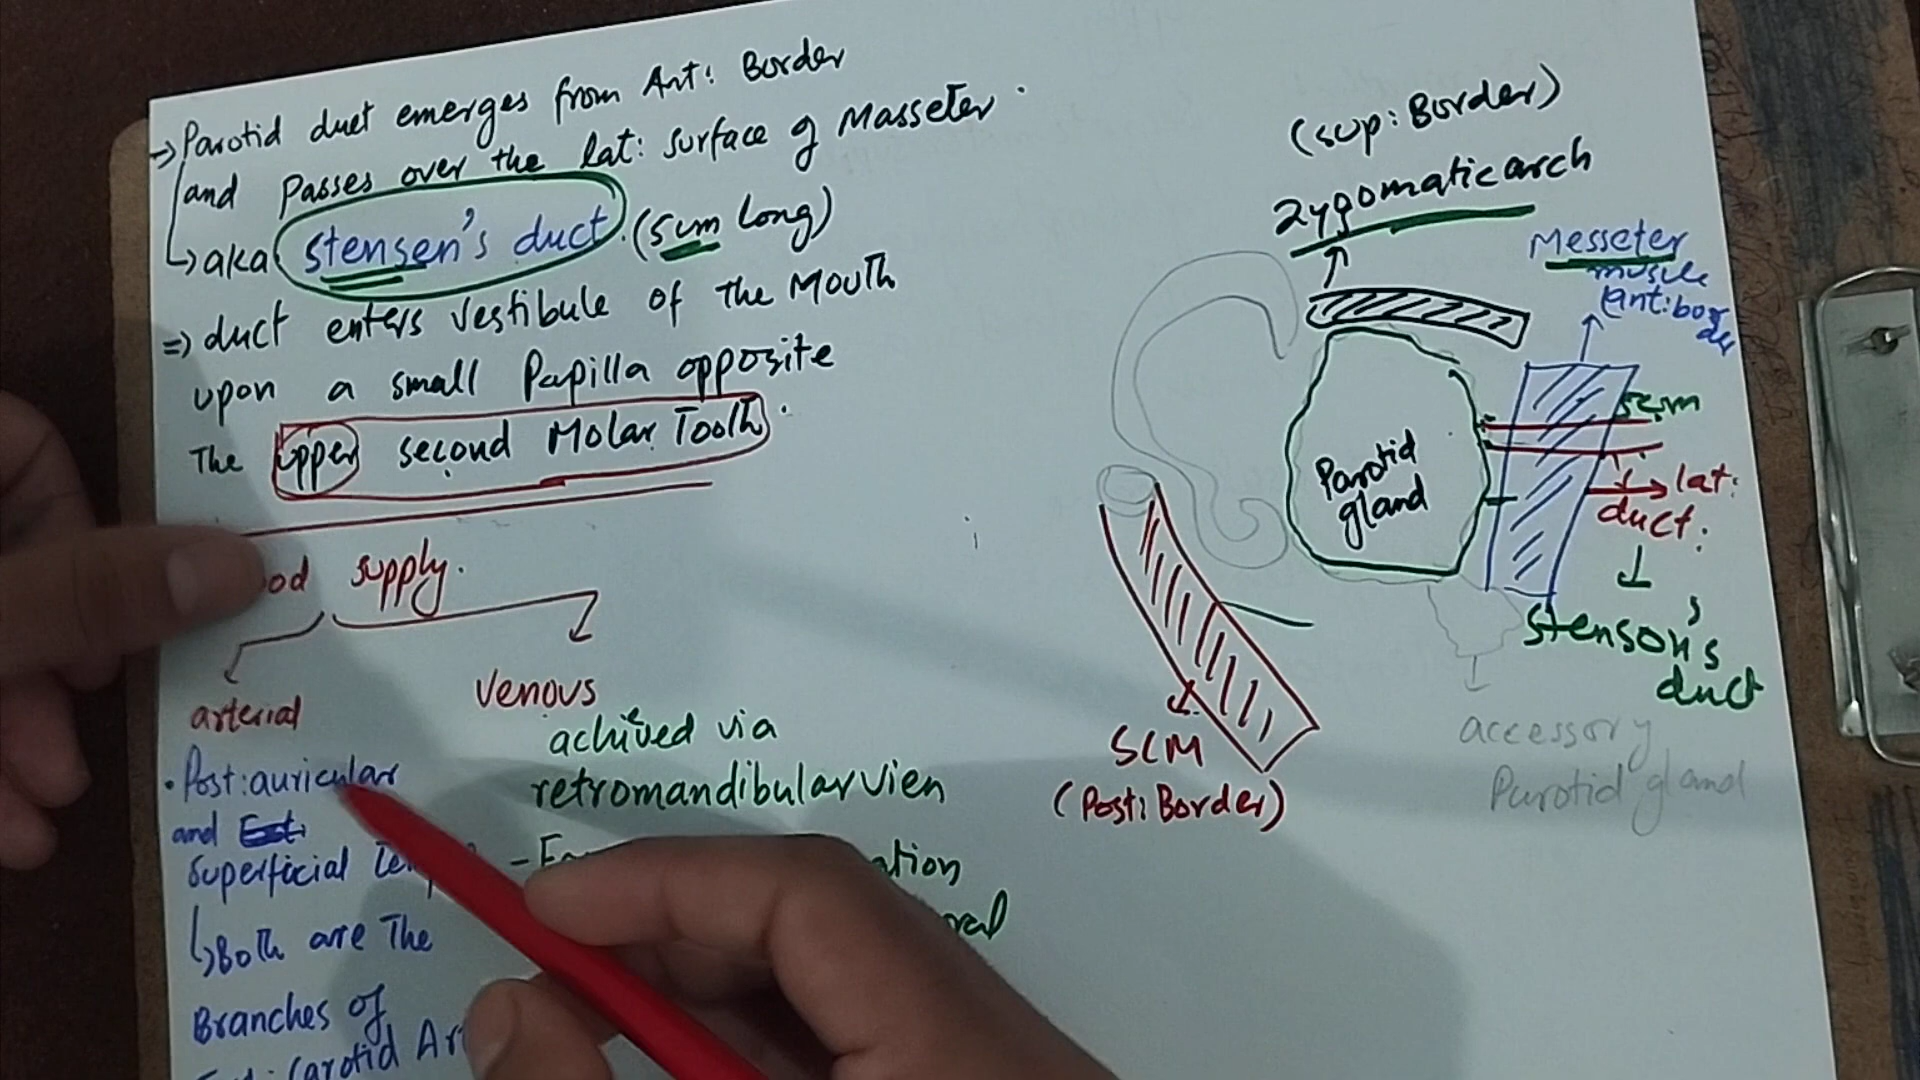 → Parotid duct emerges from Ant: Border
and Passes over the lat: surface of Masseter.
↳ aka Stensen's duct. (5cm long)
⇒ duct enters vestibule of the Mouth
upon a small Papilla opposite
The upper second Molar Tooth.
supply.
arterial
Venous
• Post: auricular
and
superficial
↳ Both are The
Branches of
Carotid
achived via
retromandibular vien
(sup: Border)
zygomatic arch
Messeter
muscle
(ant: bor
der
Parotid
gland
5cm
→ lat:
duct:
stenson's
duct
SCM
(Post: Border)
accessory
Parotid gland